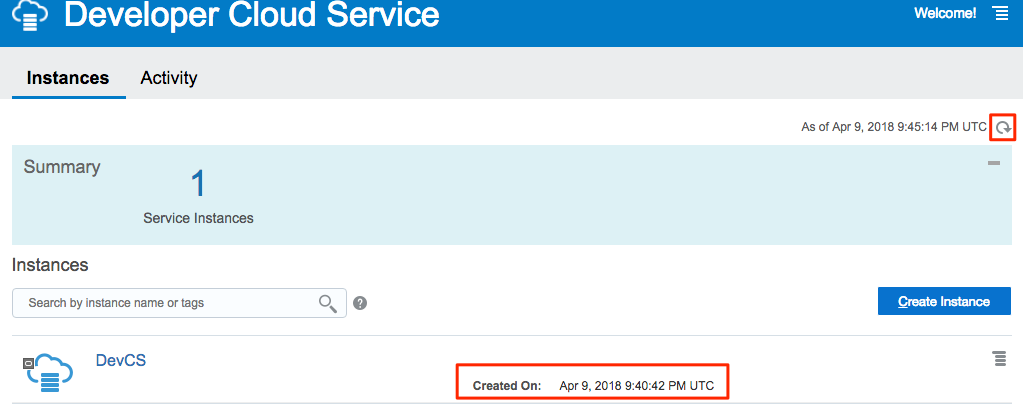 Developer Cloud Service
Welcome!
Instances
Activity
As of Apr 9, 2018 9:45:14 PM UTC
Summary
1
Service Instances
Instances
Search by instance name or tags
?
Create Instance
DevCS
Created On: Apr 9, 2018 9:40:42 PM UTC